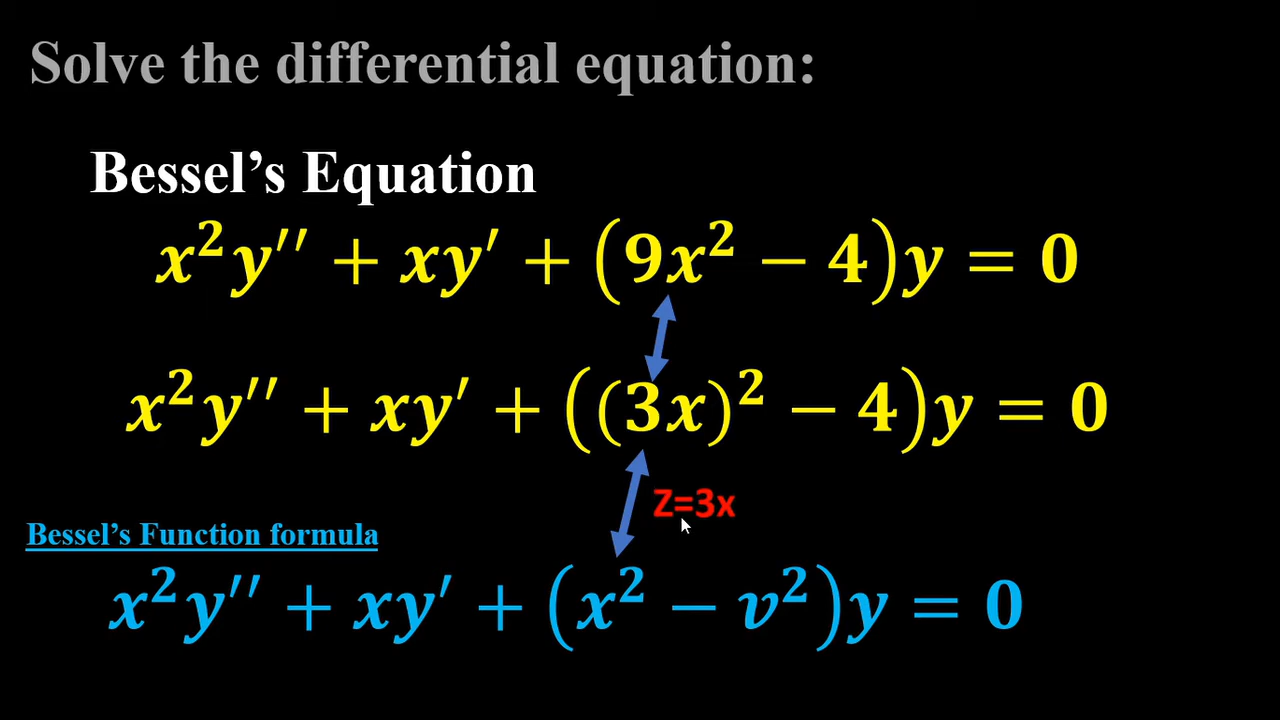 Solve the differential equation:
Bessel’s Equation
x²y′′ + xy′ + (9x² − 4)y = 0
x²y′′ + xy′ + ((3x)² − 4)y = 0
Z=3x
Bessel’s Function formula
x²y′′ + xy′ + (x² − v²)y = 0